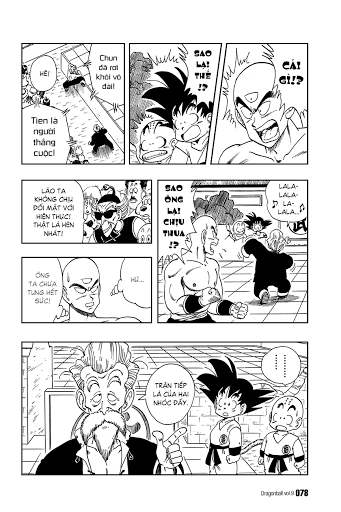 CÁI
GÌ!?
SAO
LẠI
THẾ
!?
Chun
đã rơi
khỏi võ
đài!
Tien là
người
thắng
cuộc!
LALA-
LALA-
LA-
LALA...
SAO
ÔNG
LẠI
CHỊU
THUA
!?
LÃO TA
KHÔNG CHỊU
ĐỐI MẶT VỚI
HIỆN THỰC!
THẬT LÀ HÈN
NHÁT!
HỪ...
ÔNG
TA CHƯA
TUNG HẾT
SỨC!
TRẬN TIẾP
LÀ CỦA HAI
NHÓC ĐẤY.
Dragonball vol.9 078